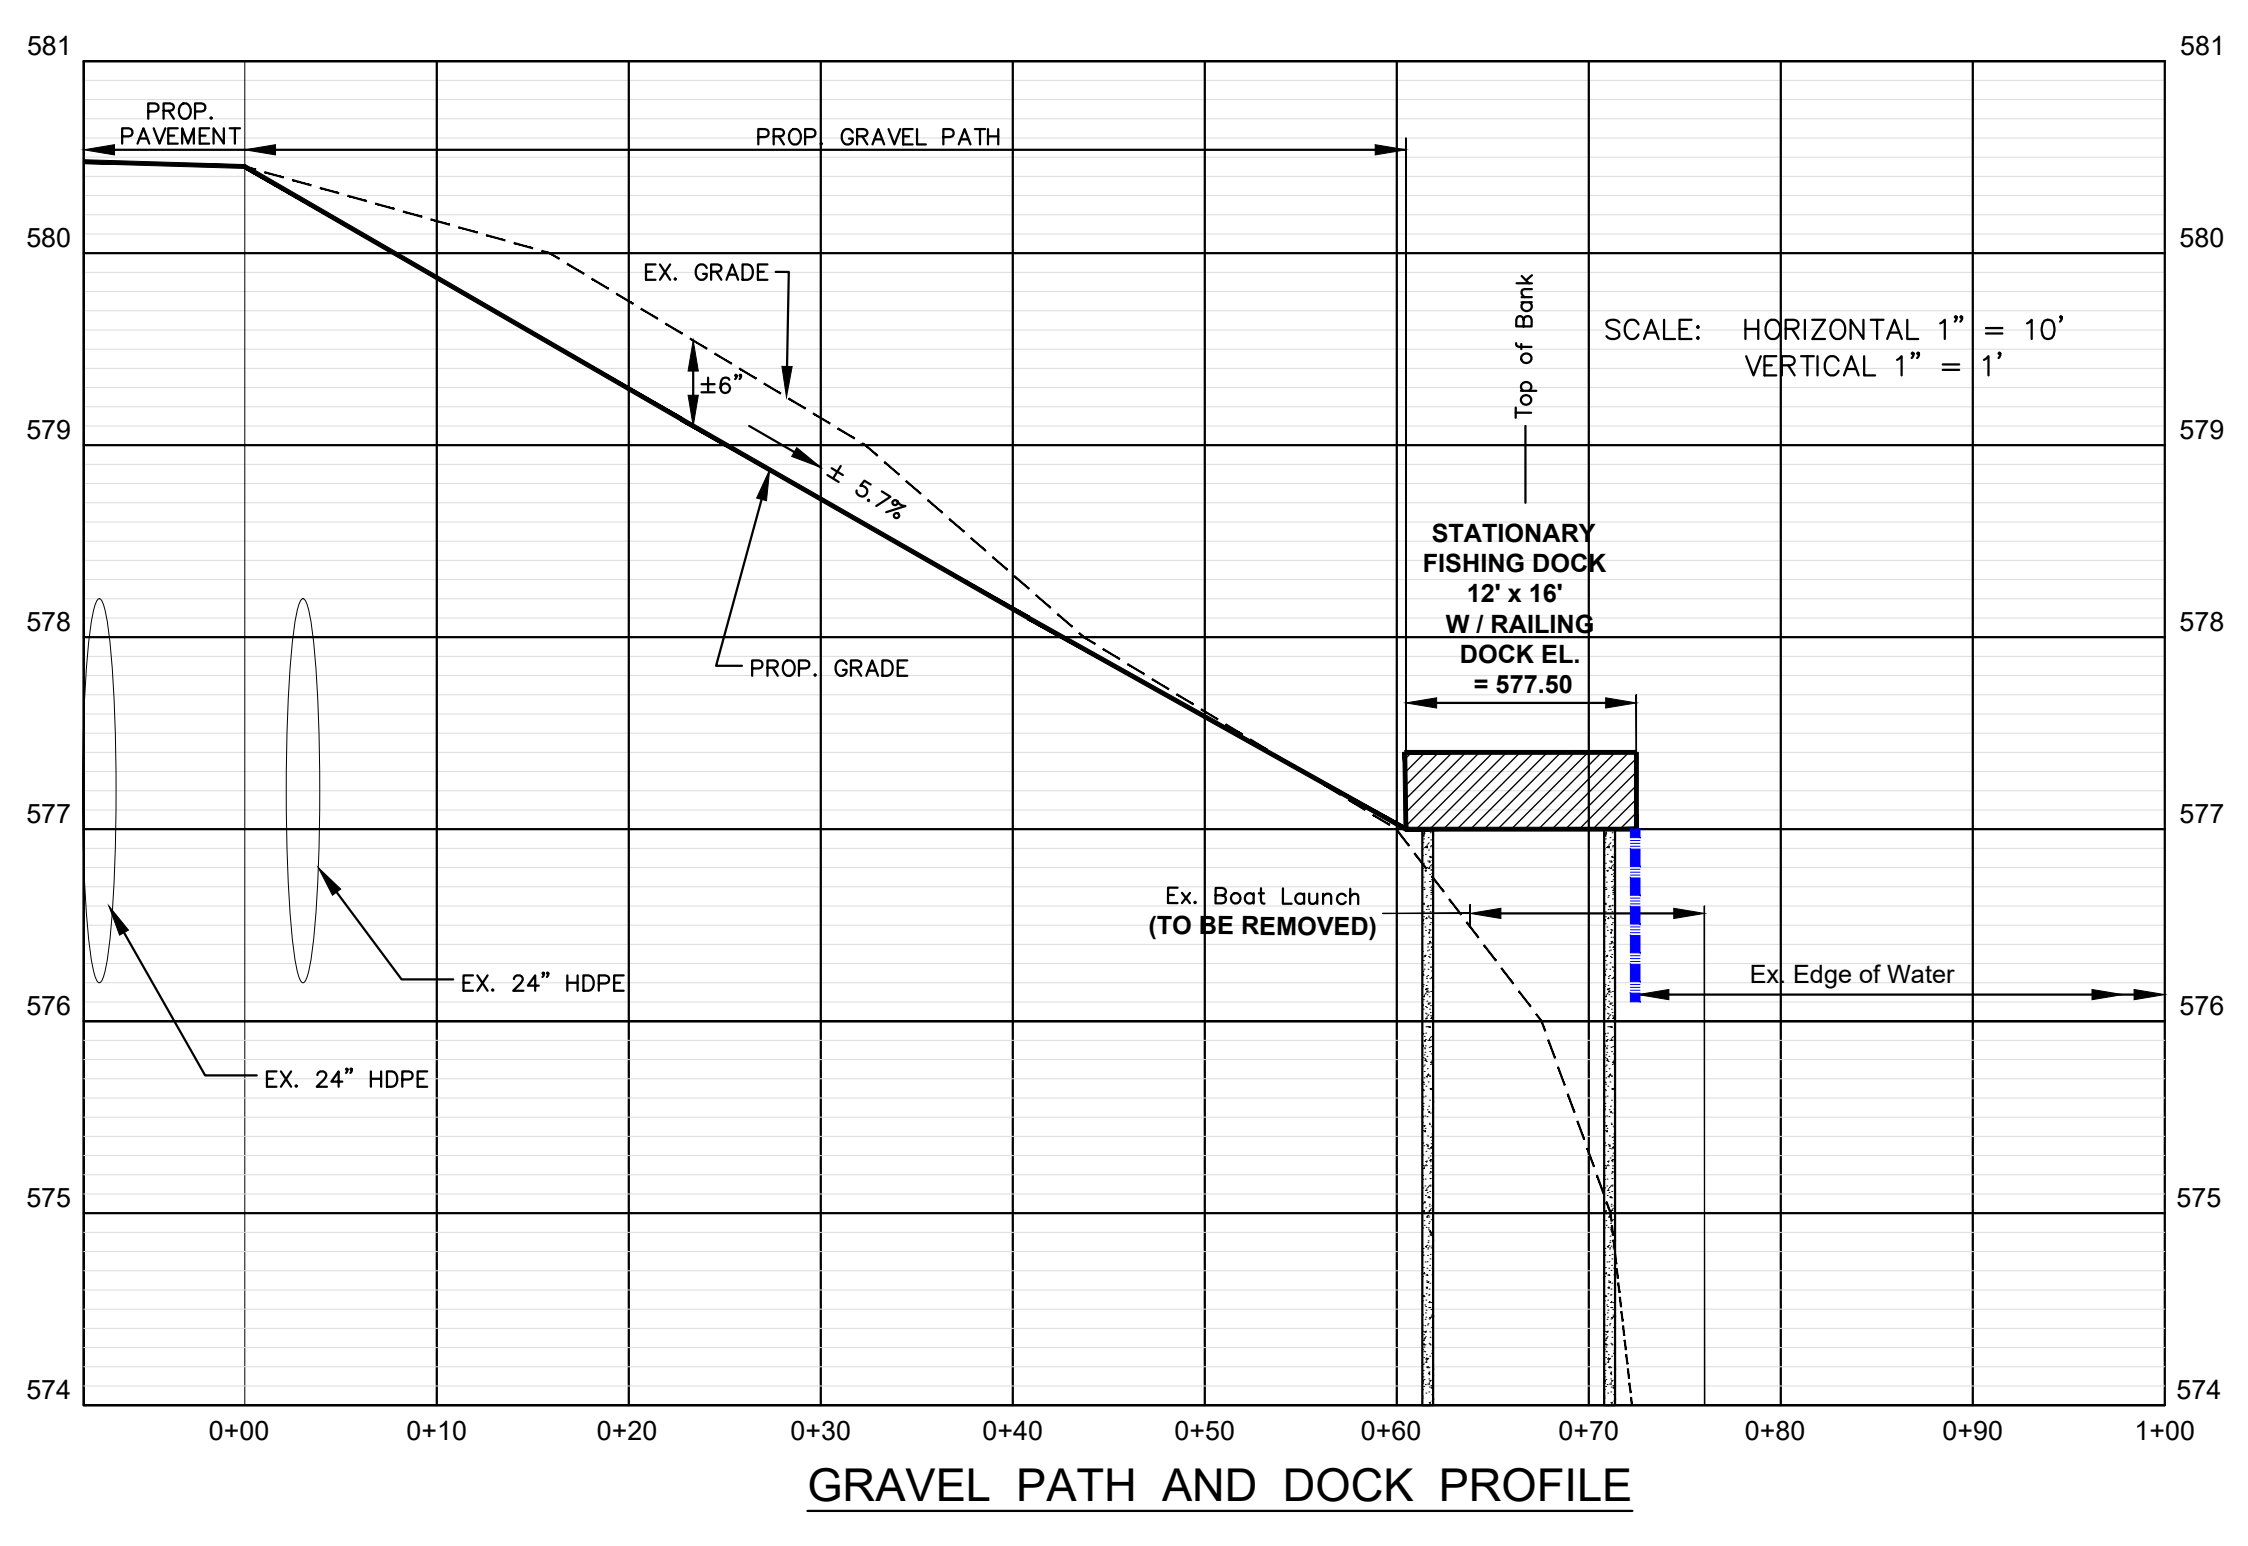 581
581
PROP.
PAVEMENT
PROP. GRAVEL PATH
580
580
EX. GRADE
Top of Bank
SCALE: HORIZONTAL 1" = 10'
VERTICAL 1" = 1'
±6"
579
579
± 5.7%
STATIONARY
FISHING DOCK
12' x 16'
W / RAILING
DOCK EL.
= 577.50
578
578
PROP. GRADE
577
577
Ex. Boat Launch
(TO BE REMOVED)
Ex. Edge of Water
EX. 24" HDPE
576
576
EX. 24" HDPE
575
575
574
574
0+00 0+10 0+20 0+30 0+40 0+50 0+60 0+70 0+80 0+90 1+00
GRAVEL PATH AND DOCK PROFILE